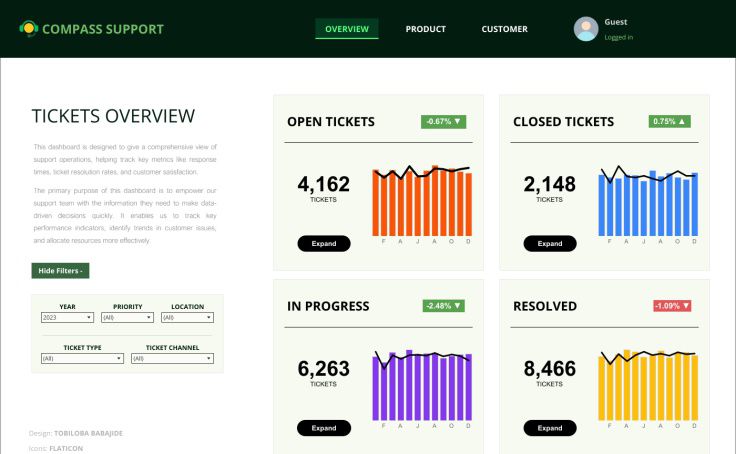 COMPASS SUPPORT
OVERVIEW
PRODUCT
CUSTOMER
Guest
Logged in
TICKETS OVERVIEW
This dashboard is designed to give a comprehensive view of
support operations, helping track key metrics like response
times, ticket resolution rates, and customer satisfaction.
The primary purpose of this dashboard is to empower our
support team with the information they need to make data-
driven decisions quickly. It enables us to track key
performance indicators, identify trends in customer issues,
and allocate resources more effectively.
Hide Filters -
YEAR PRIORITY LOCATION
2023 (All) (All)
TICKET TYPE TICKET CHANNEL
(All) (All)
Design: TOBILOBA BABAJIDE
Icons: FLATICON
OPEN TICKETS
-0.67% ▼
4,162
TICKETS
Expand
F A J A O D
CLOSED TICKETS
0.75% ▲
2,148
TICKETS
Expand
F A J A O D
IN PROGRESS
-2.48% ▼
6,263
TICKETS
Expand
F A J A O D
RESOLVED
-1.09% ▼
8,466
TICKETS
Expand
F A J A O D